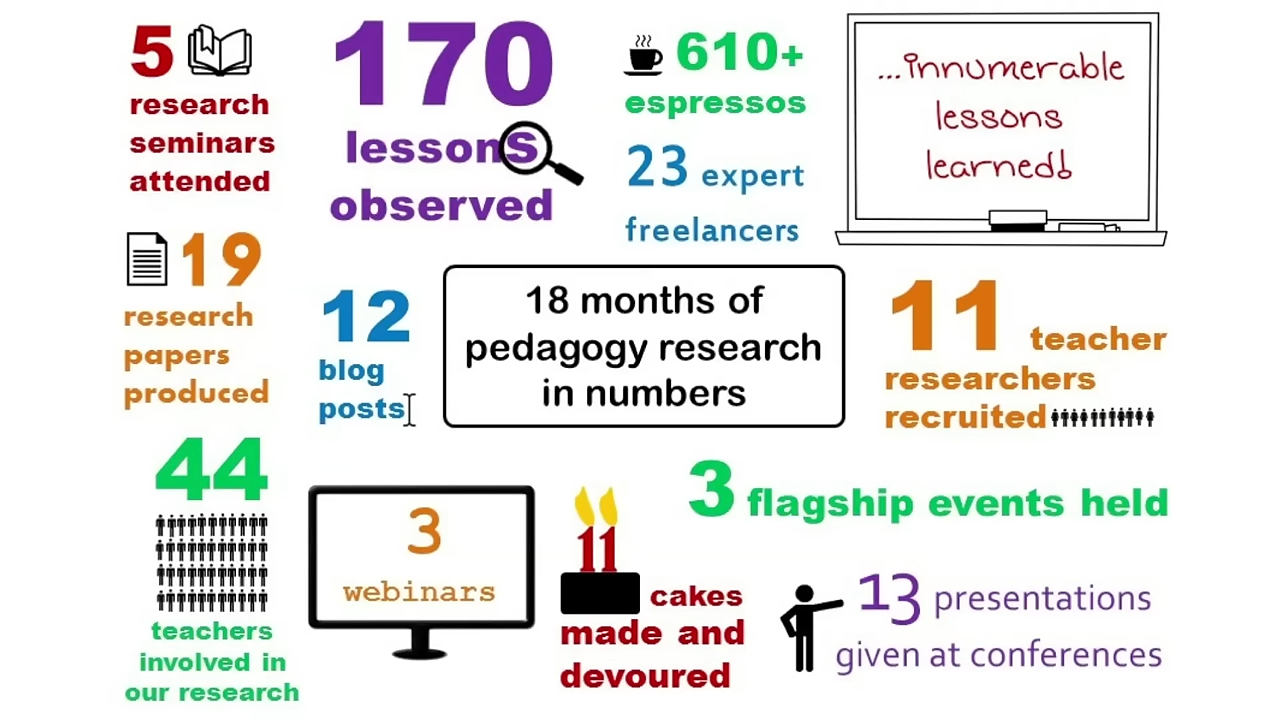 5
research
seminars
attended
170
lessons
observed
610+
espressos
23 expert
freelancers
...innumerable
lessons
learned!
19
research
papers
produced
12
blog
posts
18 months of
pedagogy research
in numbers
11 teacher
researchers
recruited
44
teachers
involved in
our research
3
webinars
11
cakes
made and
devoured
3 flagship events held
13 presentations
given at conferences